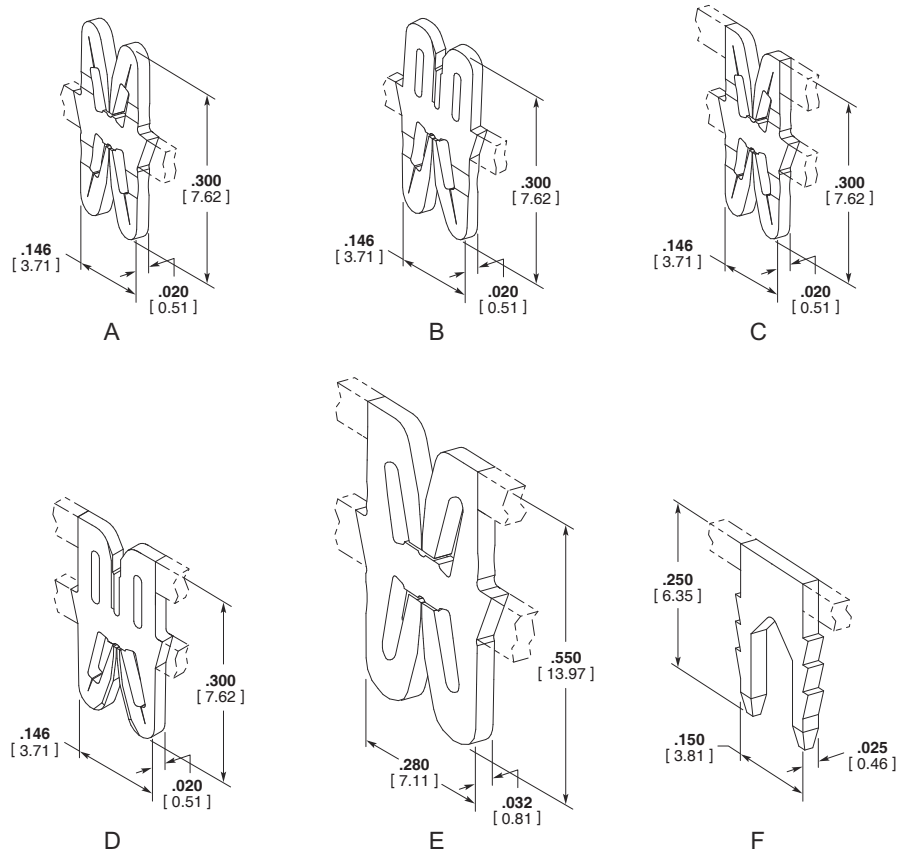 .300
[ 7.62 ]
.146
[ 3.71 ]
.020
[ 0.51 ]
A
.300
[ 7.62 ]
.146
[ 3.71 ]
.020
[ 0.51 ]
B
.300
[ 7.62 ]
.146
[ 3.71 ]
.020
[ 0.51 ]
C
.300
[ 7.62 ]
.146
[ 3.71 ]
.020
[ 0.51 ]
D
.550
[ 13.97 ]
.280
[ 7.11 ]
.032
[ 0.81 ]
E
.250
[ 6.35 ]
.150
[ 3.81 ]
.025
[ 0.46 ]
F